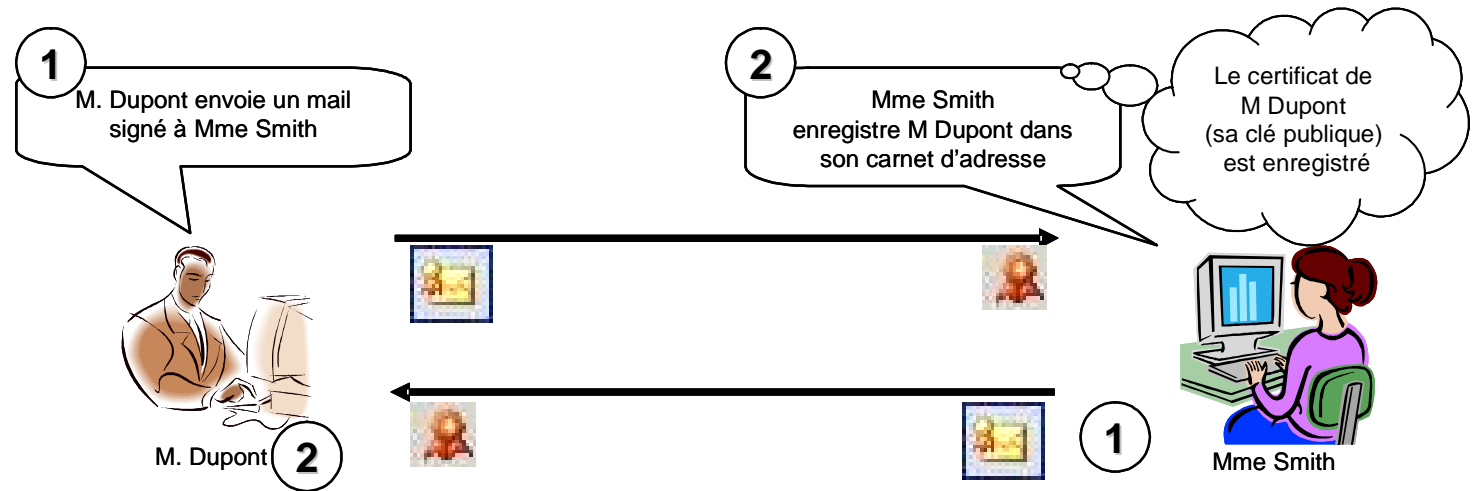 1
M. Dupont envoie un mail
signé à Mme Smith
2
Mme Smith
enregistre M Dupont dans
son carnet d'adresse
Le certificat de
M Dupont
(sa clé publique)
est enregistré
M. Dupont
2
1
Mme Smith